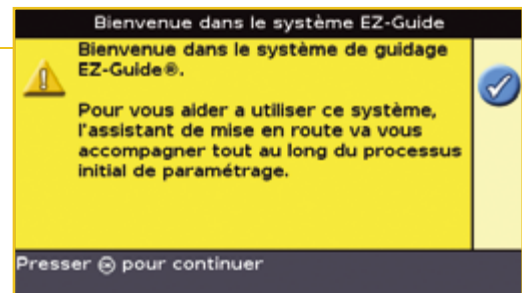 Bienvenue dans le système EZ-Guide
Bienvenue dans le système de guidage
EZ-Guide®.
Pour vous aider a utiliser ce système,
l'assistant de mise en route va vous
accompagner tout au long du processus
initial de paramétrage.
Presser OK pour continuer